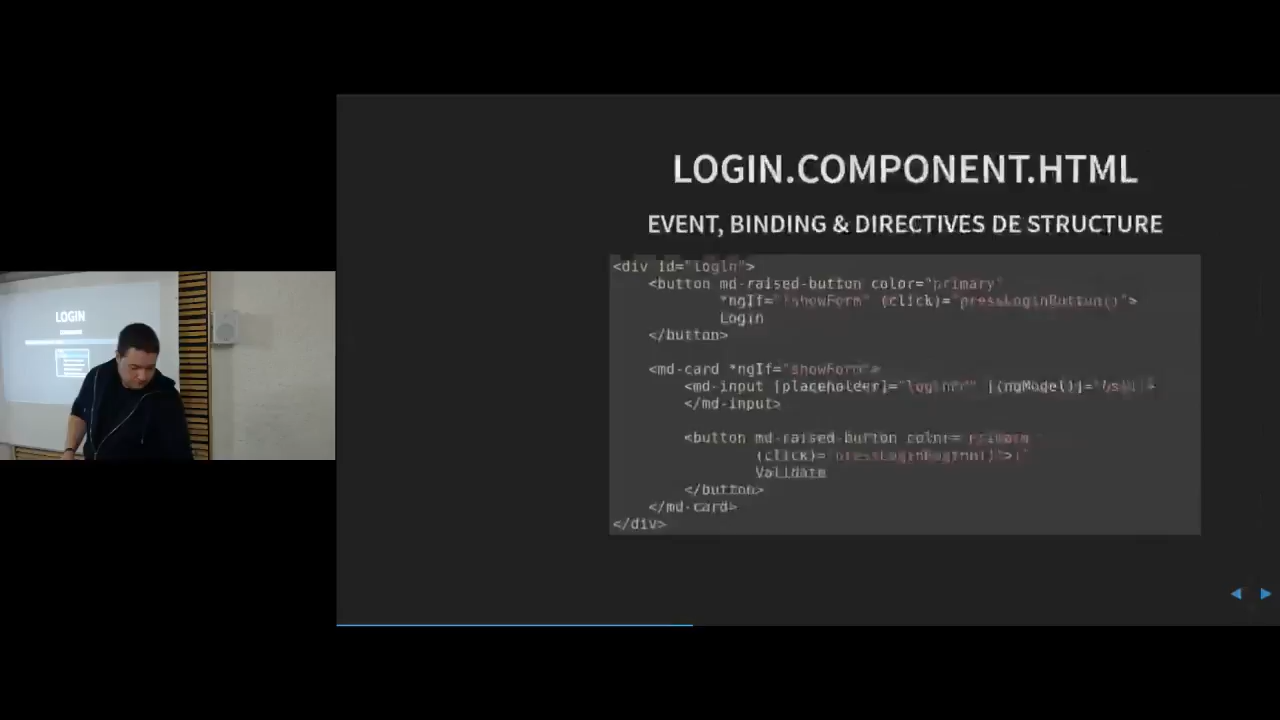 LOGIN
LOGIN.COMPONENT.HTML
EVENT, BINDING & DIRECTIVES DE STRUCTURE
<div id="login">
<button md-raised-button color="primary"
*ngIf="!showForm" (click)="pressLoginButton()">
Login
</button>
<md-card *ngIf="showForm">
<md-input [placeholder]=
</md-input>
<button md-raised-button color="primary"
Validate
</button>
</md-card>
</div>